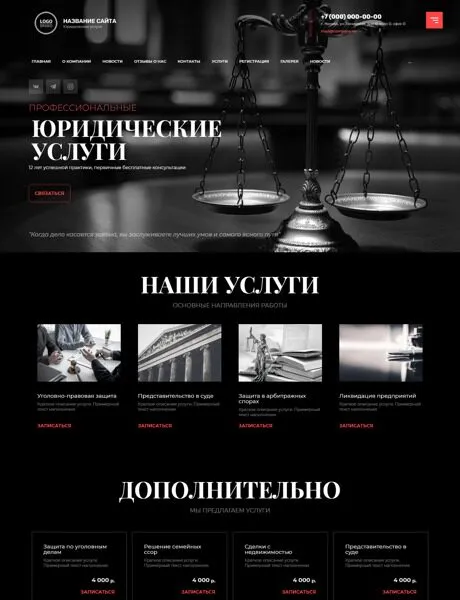 LOGO
НАЗВАНИЕ САЙТА
Юридические услуги
+7 (000) 000-00-00
ГЛАВНАЯ О КОМПАНИИ НОВОСТИ ОТЗЫВЫ О НАС КОНТАКТЫ УСЛУГИ РЕГИСТРАЦИЯ ГАЛЕРЕЯ НОВОСТИ
ПРОФЕССИОНАЛЬНЫЕ
ЮРИДИЧЕСКИЕ
УСЛУГИ
12 лет успешной практики, первичные бесплатные консультации
СВЯЗАТЬСЯ
"Когда дело касается закона, вы заслуживаете лучших умов и самого ясного пути"
НАШИ УСЛУГИ
ОСНОВНЫЕ НАПРАВЛЕНИЯ РАБОТЫ
Уголовно-правовая защита Представительство в суде Защита в арбитражных спорах Ликвидация предприятий
Краткое описание услуги. Примерный текст наполнения Краткое описание услуги. Примерный текст наполнения Краткое описание услуги. Примерный текст наполнения Краткое описание услуги. Примерный текст наполнения
ЗАПИСАТЬСЯ ЗАПИСАТЬСЯ ЗАПИСАТЬСЯ ЗАПИСАТЬСЯ
ДОПОЛНИТЕЛЬНО
МЫ ПРЕДЛАГАЕМ УСЛУГИ
Защита по уголовным делам Решение семейных ссор Сделки с недвижимостью Представительство в суде
Краткое описание услуги. Примерный текст наполнения Краткое описание услуги. Примерный текст наполнения Краткое описание услуги. Примерный текст наполнения Краткое описание услуги. Примерный текст наполнения
4 000 р. 4 000 р. 4 000 р. 4 000 р.
ЗАПИСАТЬСЯ ЗАПИСАТЬСЯ ЗАПИСАТЬСЯ ЗАПИСАТЬСЯ